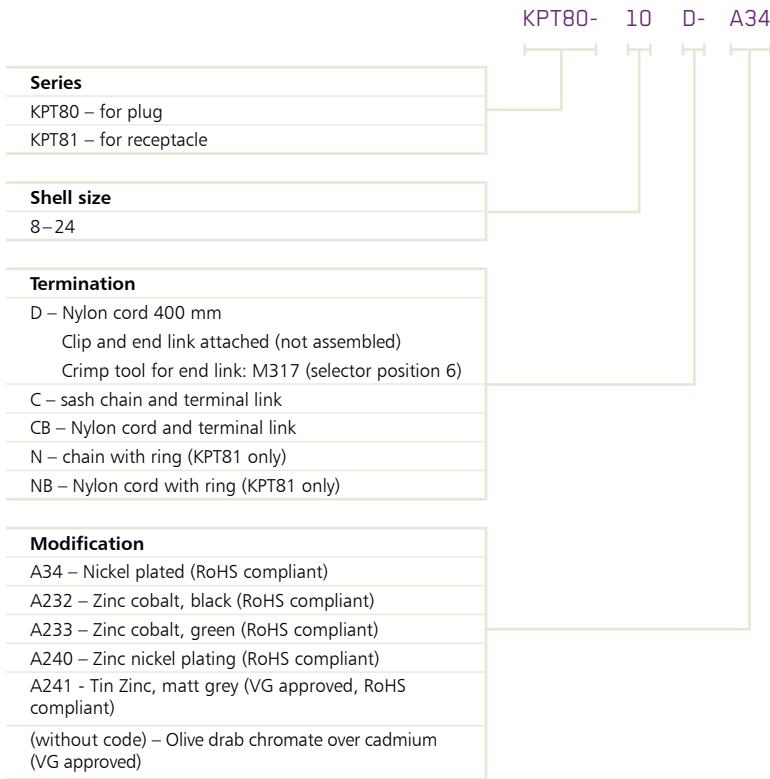 KPT80- 10 D- A34
Series
KPT80 – for plug
KPT81 – for receptacle
Shell size
8–24
Termination
D – Nylon cord 400 mm
Clip and end link attached (not assembled)
Crimp tool for end link: M317 (selector position 6)
C – sash chain and terminal link
CB – Nylon cord and terminal link
N – chain with ring (KPT81 only)
NB – Nylon cord with ring (KPT81 only)
Modification
A34 – Nickel plated (RoHS compliant)
A232 – Zinc cobalt, black (RoHS compliant)
A233 – Zinc cobalt, green (RoHS compliant)
A240 – Zinc nickel plating (RoHS compliant)
A241 - Tin Zinc, matt grey (VG approved, RoHS
compliant)
(without code) – Olive drab chromate over cadmium
(VG approved)